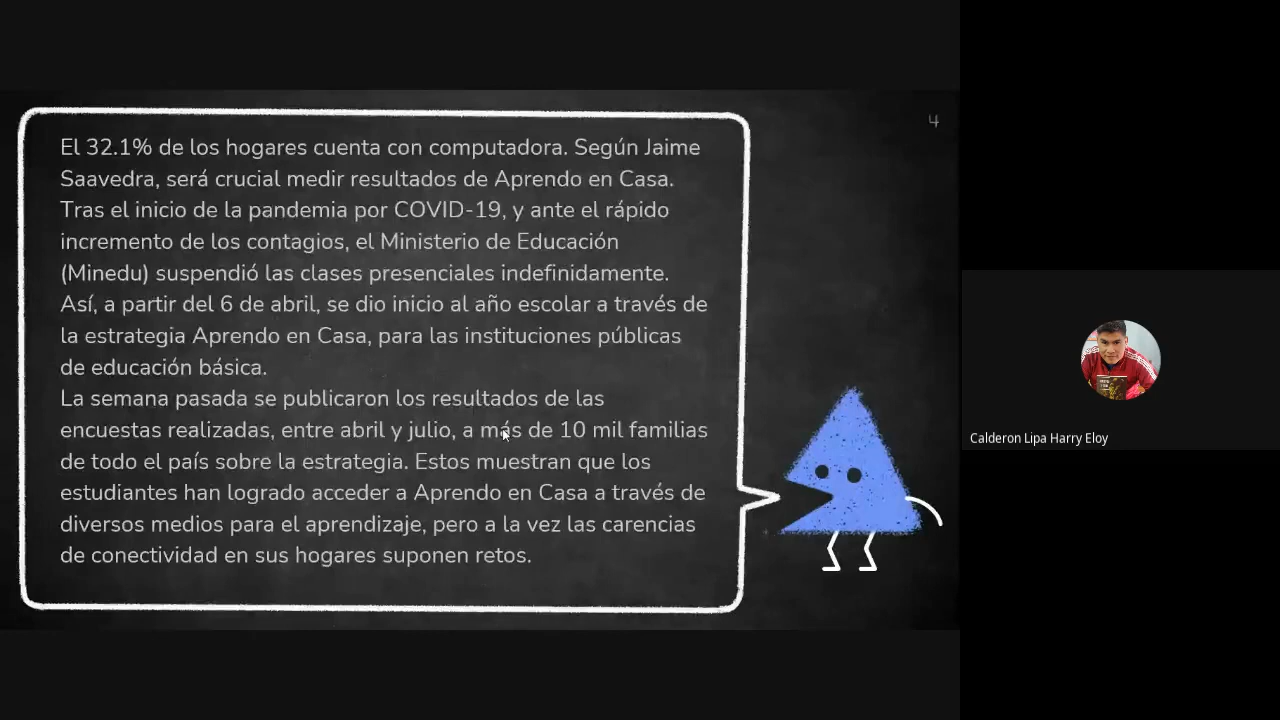 4
El 32.1% de los hogares cuenta con computadora. Según Jaime
Saavedra, será crucial medir resultados de Aprendo en Casa.
Tras el inicio de la pandemia por COVID-19, y ante el rápido
incremento de los contagios, el Ministerio de Educación
(Minedu) suspendió las clases presenciales indefinidamente.
Así, a partir del 6 de abril, se dio inicio al año escolar a través de
la estrategia Aprendo en Casa, para las instituciones públicas
de educación básica.
La semana pasada se publicaron los resultados de las
encuestas realizadas, entre abril y julio, a más de 10 mil familias
de todo el país sobre la estrategia. Estos muestran que los
estudiantes han logrado acceder a Aprendo en Casa a través de
diversos medios para el aprendizaje, pero a la vez las carencias
de conectividad en sus hogares suponen retos.
Calderon Lipa Harry Eloy